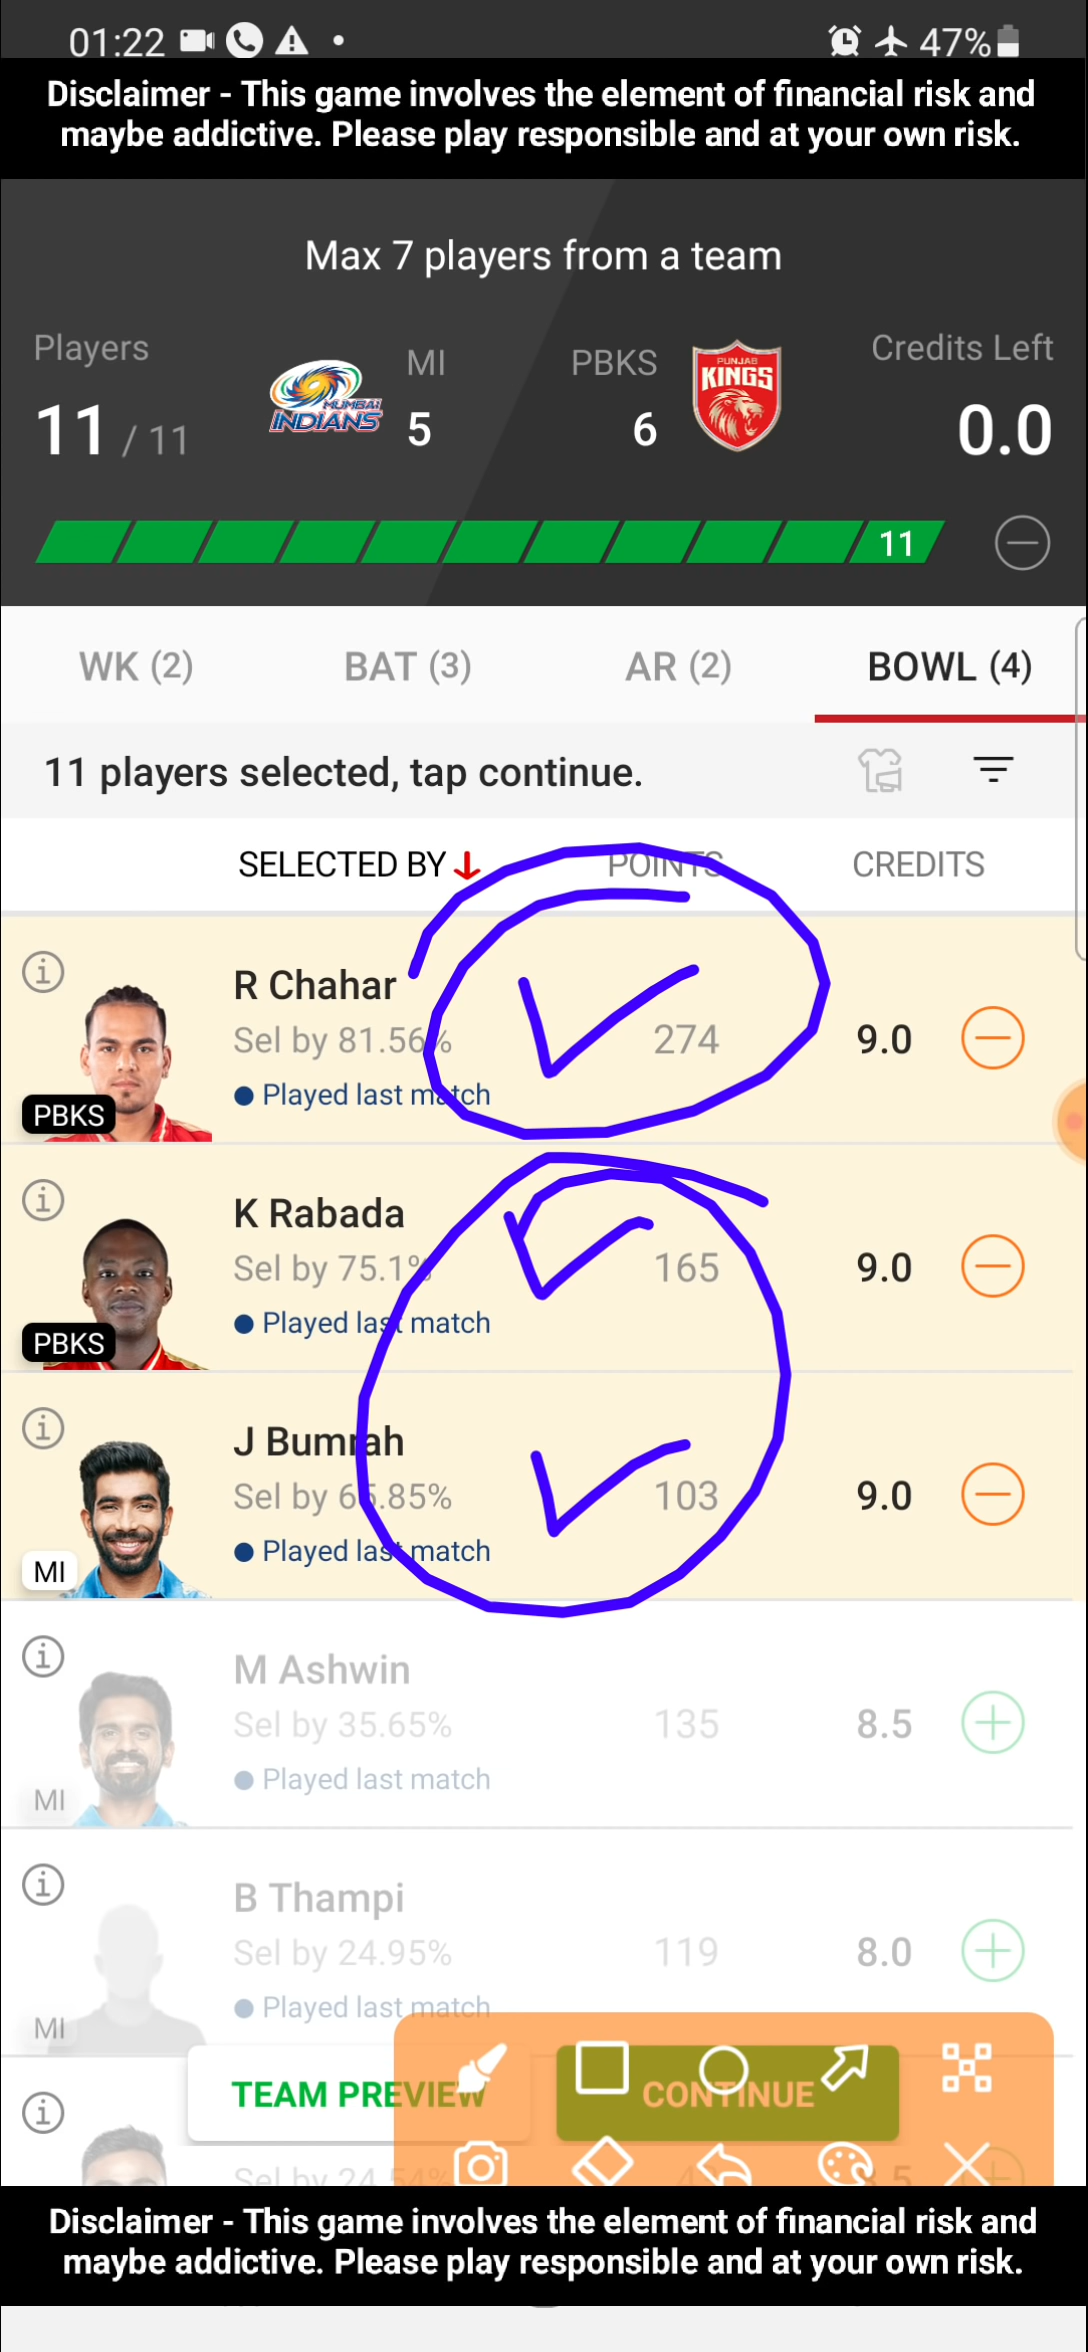 01:22
47%
Disclaimer - This game involves the element of financial risk and
maybe addictive. Please play responsible and at your own risk.
Max 7 players from a team
Players
MI
PBKS
Credits Left
11 / 11
MUMBAI
INDIANS
5
6
PUNJAB
KINGS
0.0
11
WK (2)
BAT (3)
AR (2)
BOWL (4)
11 players selected, tap continue.
SELECTED BY
POINTS
CREDITS
R Chahar
Sel by 81.56%
274
9.0
Played last match
PBKS
K Rabada
Sel by 75.1%
165
9.0
Played last match
PBKS
J Bumrah
Sel by 65.85%
103
9.0
Played last match
MI
M Ashwin
Sel by 35.65%
135
8.5
Played last match
MI
B Thampi
Sel by 24.95%
119
8.0
Played last match
MI
TEAM PREVIEW
CONTINUE
Sel by 24.54%
Disclaimer - This game involves the element of financial risk and
maybe addictive. Please play responsible and at your own risk.